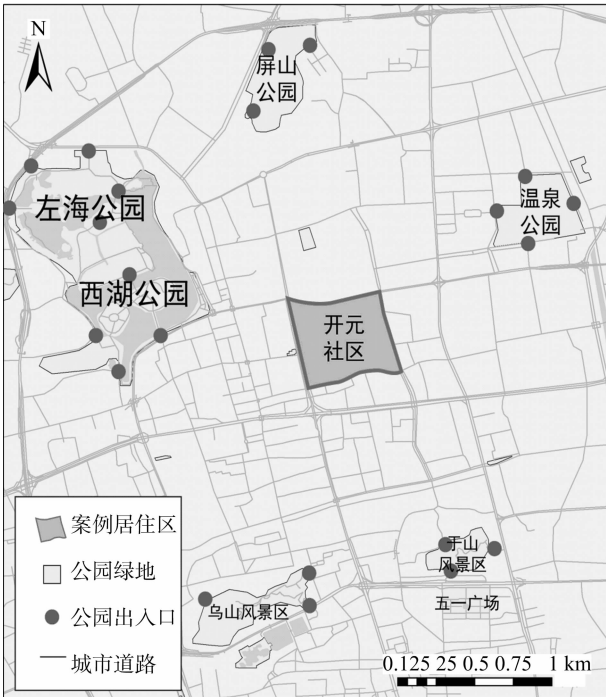 N
屏山
公园
左海公园
温泉
公园
西湖公园
开元
社区
案例居住区
公园绿地
公园出入口
城市道路
于山
风景区
乌山风景区
五一广场
0.125 25 0.5 0.75 1 km